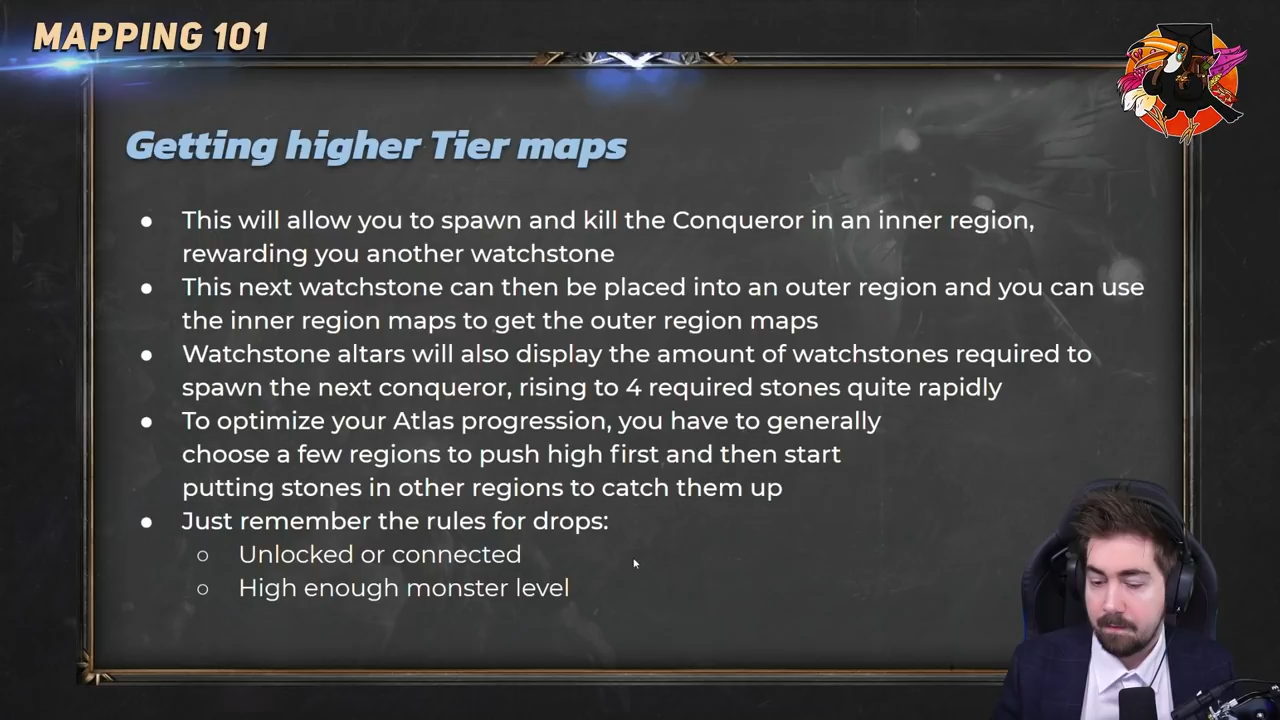 MAPPING 101
Getting higher Tier maps
● This will allow you to spawn and kill the Conqueror in an inner region,
rewarding you another watchstone
● This next watchstone can then be placed into an outer region and you can use
the inner region maps to get the outer region maps
● Watchstone altars will also display the amount of watchstones required to
spawn the next conqueror, rising to 4 required stones quite rapidly
● To optimize your Atlas progression, you have to generally
choose a few regions to push high first and then start
putting stones in other regions to catch them up
● Just remember the rules for drops:
○ Unlocked or connected
○ High enough monster level